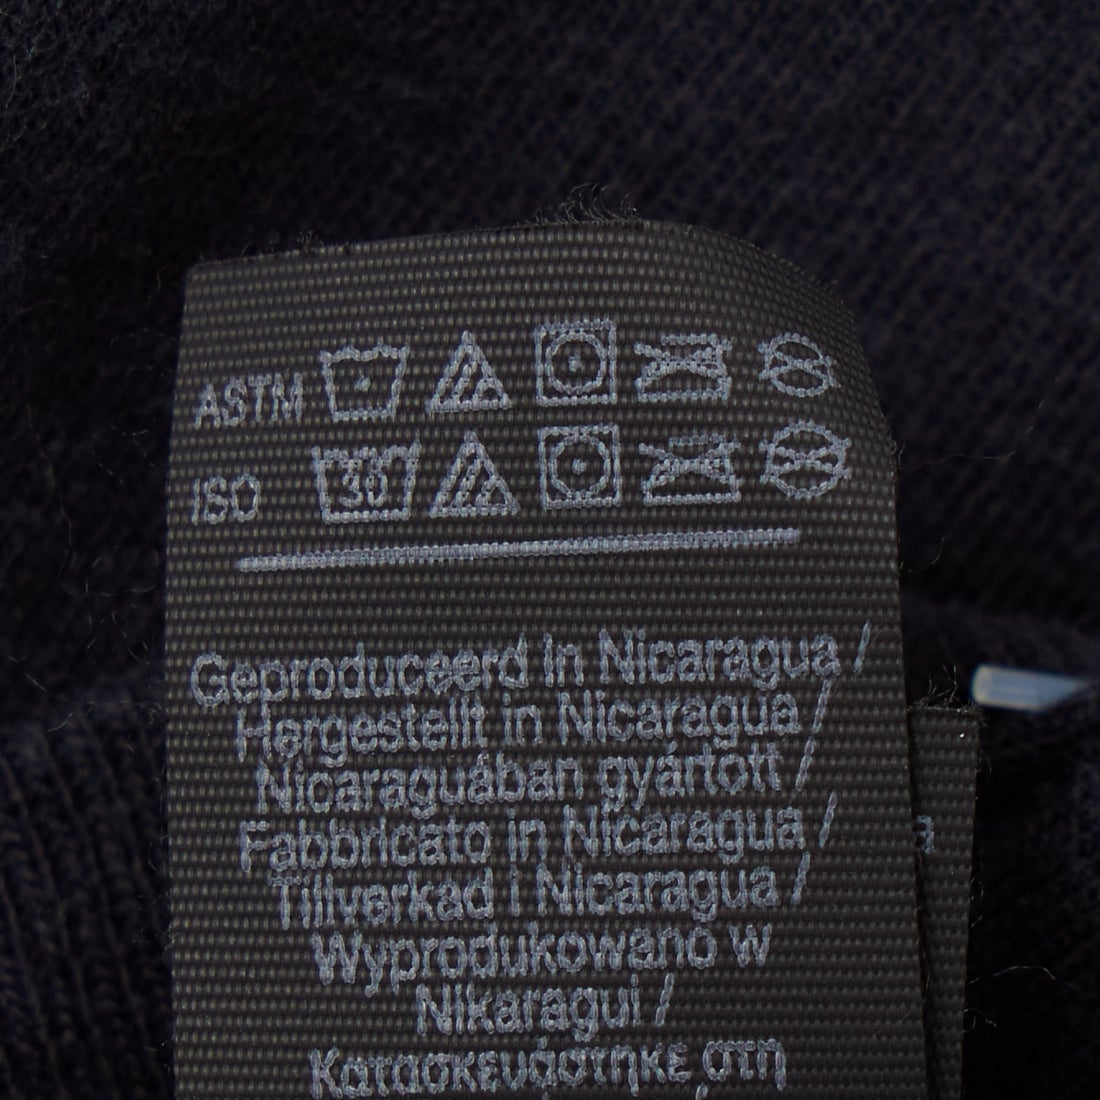 ASTM
ISO 30
Geproduceerd in Nicaragua /
Hergestellt in Nicaragua /
Nicaraguában gyártott /
Fabbricato in Nicaragua /
Tillverkad i Nicaragua /
Wyprodukowano w
Nikaragui /
Κατασκευάστηκε στη
a